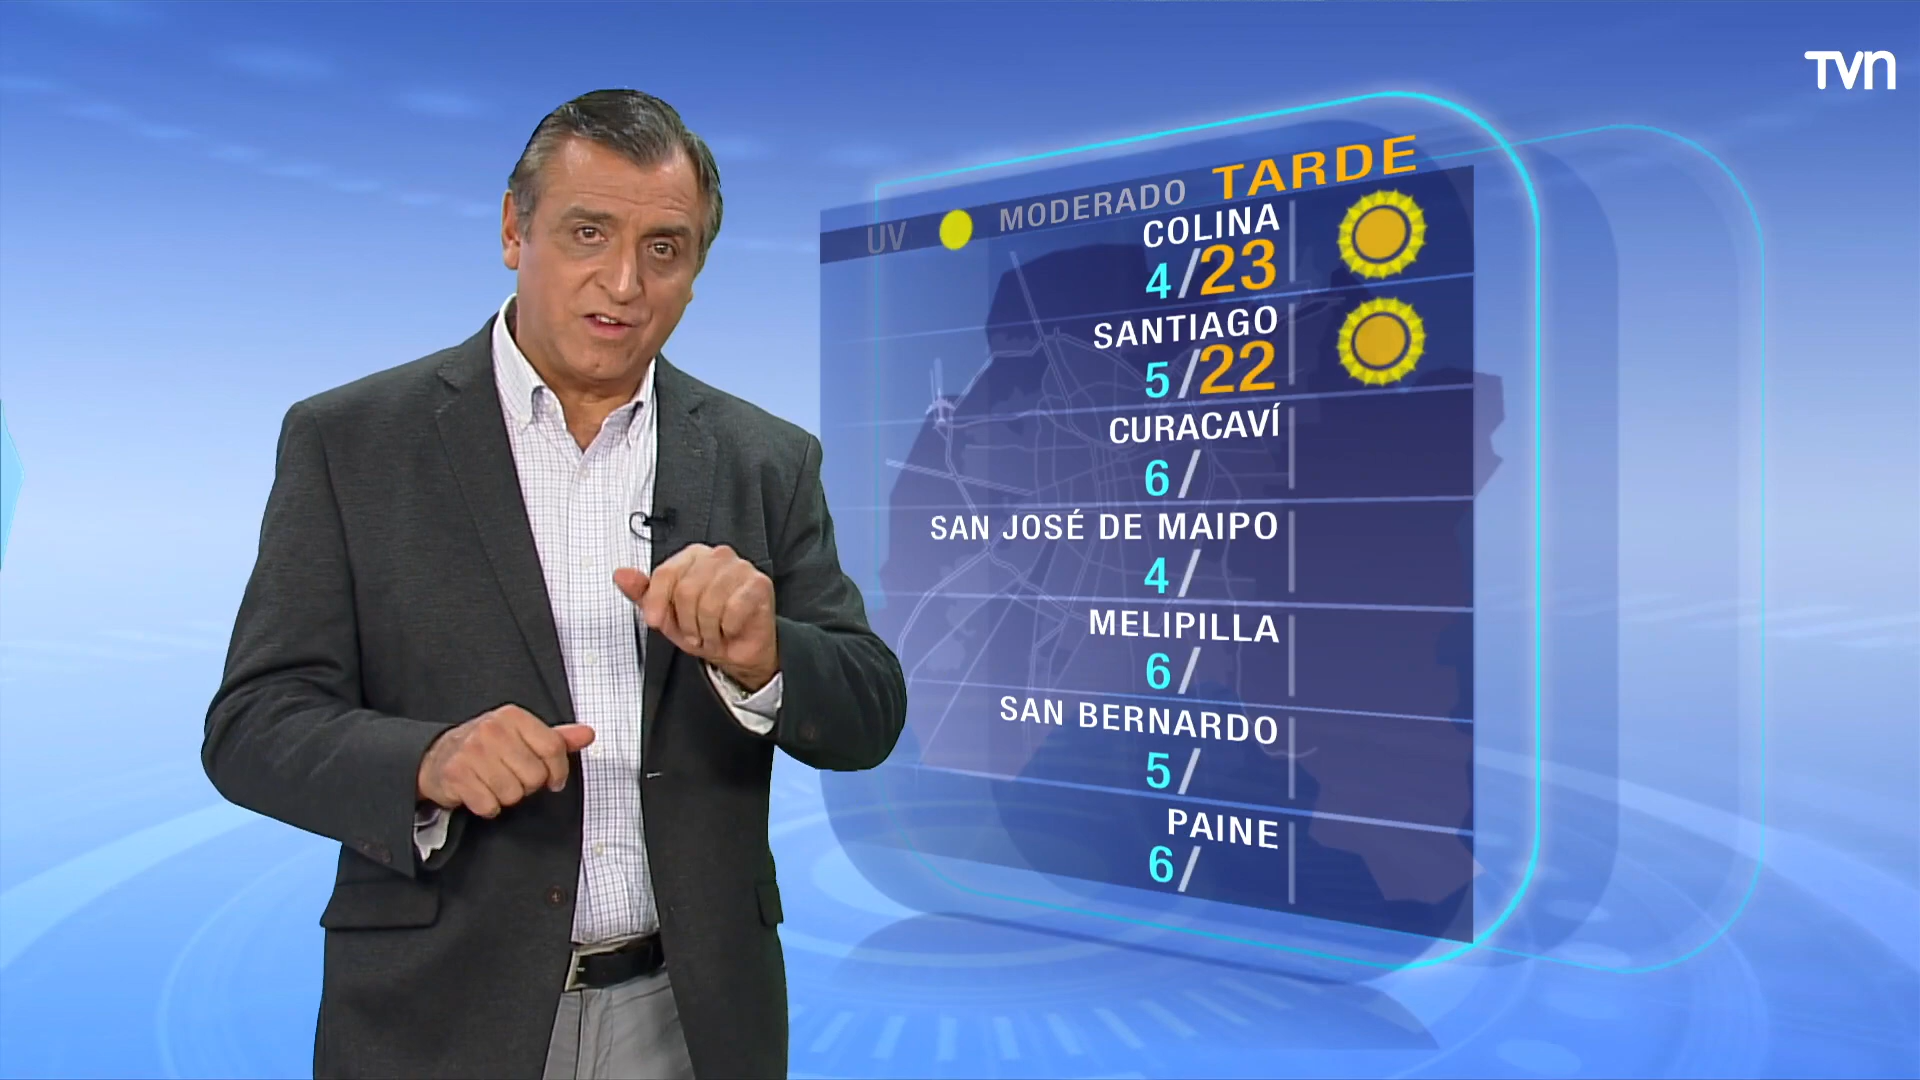 TVN
TARDE
UV MODERADO
COLINA
4/23
SANTIAGO
5/22
CURACAVÍ
6/
SAN JOSÉ DE MAIPO
4/
MELIPILLA
6/
SAN BERNARDO
5/
PAINE
6/